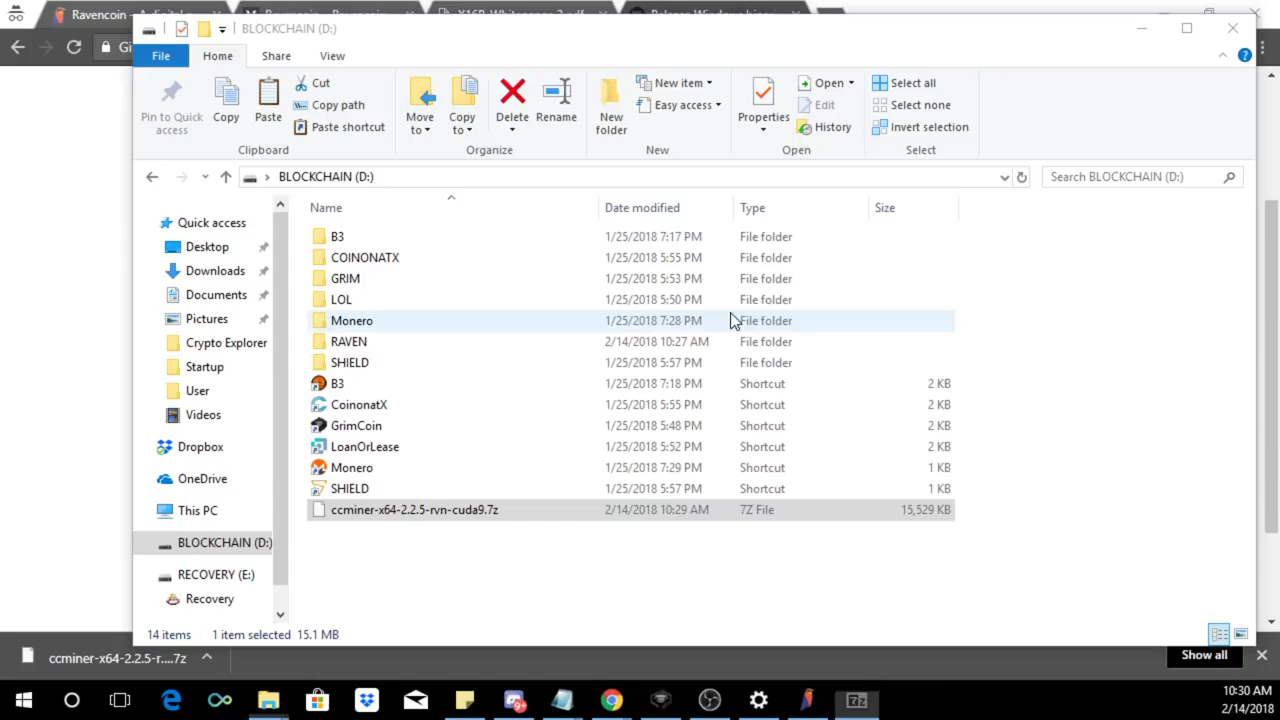 Ravencoin - A digital
X16R-Whitepaper-2.pdf
Gi
BLOCKCHAIN (D:)
File
Home
Share
View
Pin to Quick access
Copy
Paste
Cut
Copy path
Paste shortcut
Clipboard
Move to
Copy to
Delete
Rename
Organize
New folder
New item
Easy access
New
Properties
Open
Edit
History
Open
Select all
Select none
Invert selection
Select
BLOCKCHAIN (D:)
Search BLOCKCHAIN (D:)
Name Date modified Type Size
B3 1/25/2018 7:17 PM File folder
COINONATX 1/25/2018 5:55 PM File folder
GRIM 1/25/2018 5:53 PM File folder
LOL 1/25/2018 5:50 PM File folder
Monero 1/25/2018 7:28 PM File folder
RAVEN 2/14/2018 10:27 AM File folder
SHIELD 1/25/2018 5:57 PM File folder
B3 1/25/2018 7:18 PM Shortcut 2 KB
CoinonatX 1/25/2018 5:55 PM Shortcut 2 KB
GrimCoin 1/25/2018 5:48 PM Shortcut 2 KB
LoanOrLease 1/25/2018 5:52 PM Shortcut 2 KB
Monero 1/25/2018 7:29 PM Shortcut 1 KB
SHIELD 1/25/2018 5:57 PM Shortcut 1 KB
ccminer-x64-2.2.5-rvn-cuda9.7z 2/14/2018 10:29 AM 7Z File 15,529 KB
Quick access
Desktop
Downloads
Documents
Pictures
Crypto Explorer
Startup
User
Videos
Dropbox
OneDrive
This PC
BLOCKCHAIN (D:)
RECOVERY (E:)
Recovery
14 items 1 item selected 15.1 MB
ccminer-x64-2.2.5-r....7z
Show all
7z
10:30 AM
2/14/2018